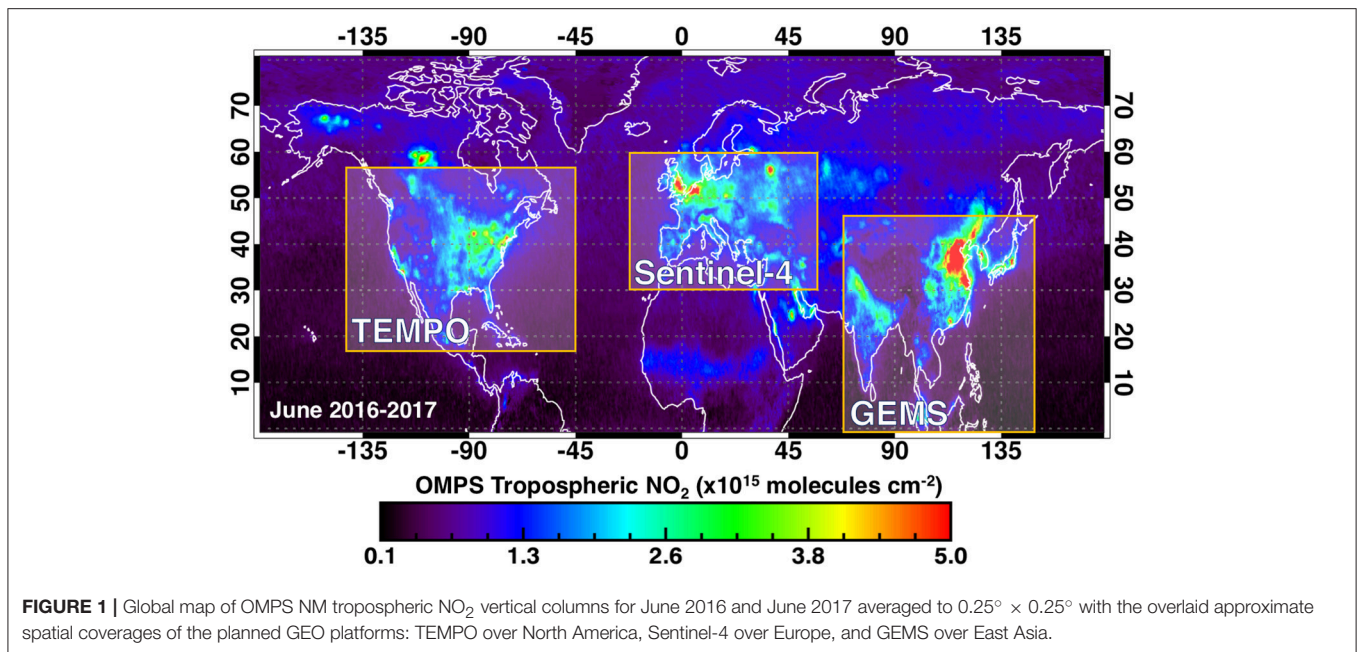 -135 -90 -45 0 45 90 135
70 70
60 60
50 50
40 40
30 30
20 20
10 10
Sentinel-4
TEMPO
GEMS
June 2016-2017
-135 -90 -45 0 45 90 135
OMPS Tropospheric NO₂ (x10¹⁵ molecules cm⁻²)
0.1 1.3 2.6 3.8 5.0
FIGURE 1 | Global map of OMPS NM tropospheric NO₂ vertical columns for June 2016 and June 2017 averaged to 0.25° × 0.25° with the overlaid approximate
spatial coverages of the planned GEO platforms: TEMPO over North America, Sentinel-4 over Europe, and GEMS over East Asia.